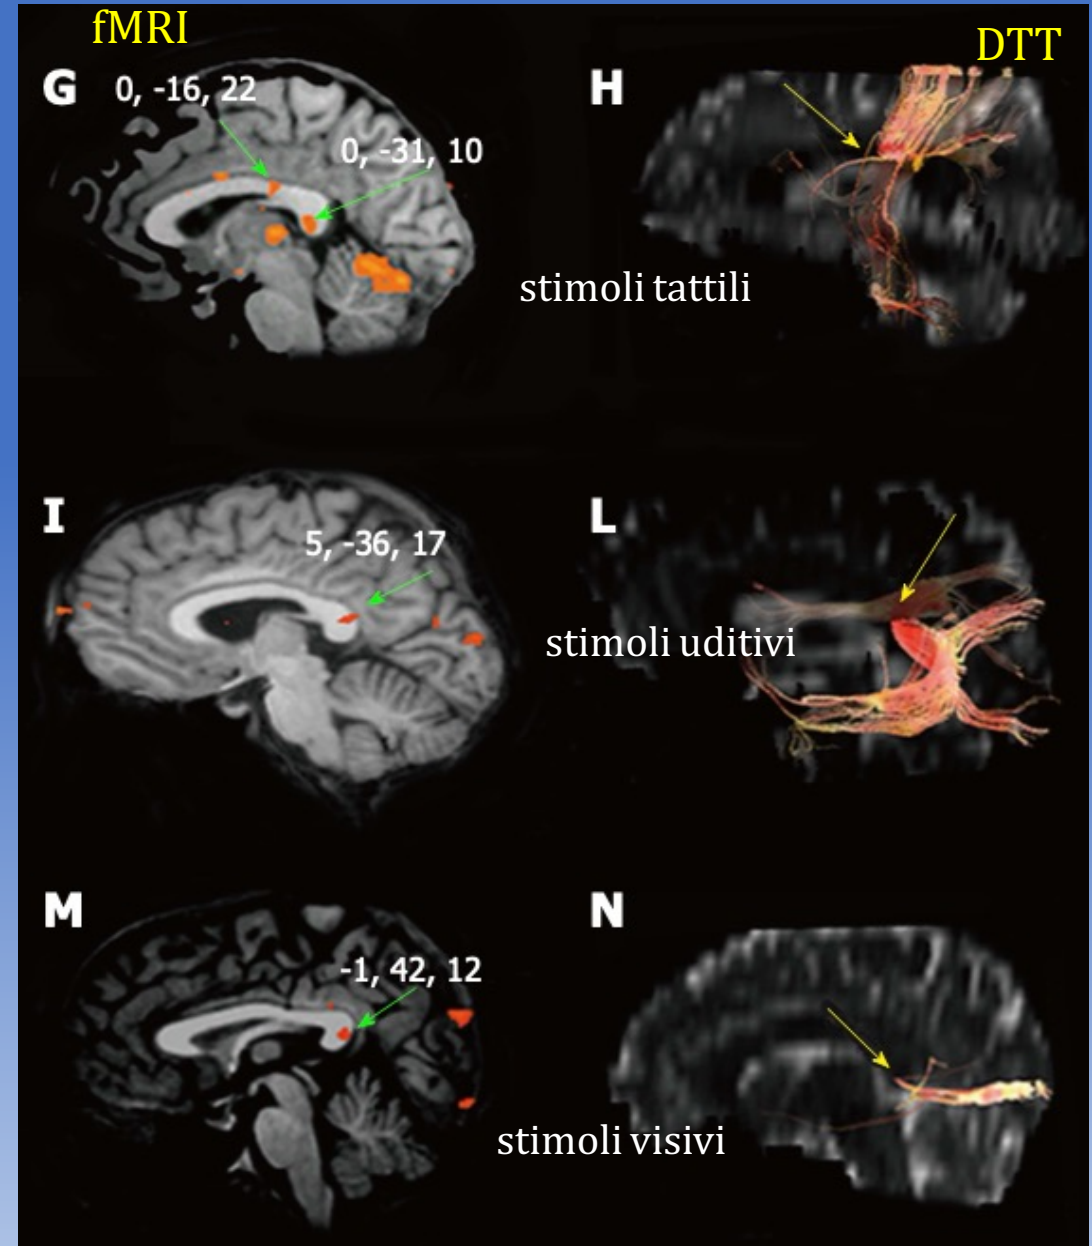 fMRI
DTT
G
0, -16, 22
0, -31, 10
H
stimoli tattili
I
5, -36, 17
L
stimoli uditivi
M
-1, 42, 12
N
stimoli visivi